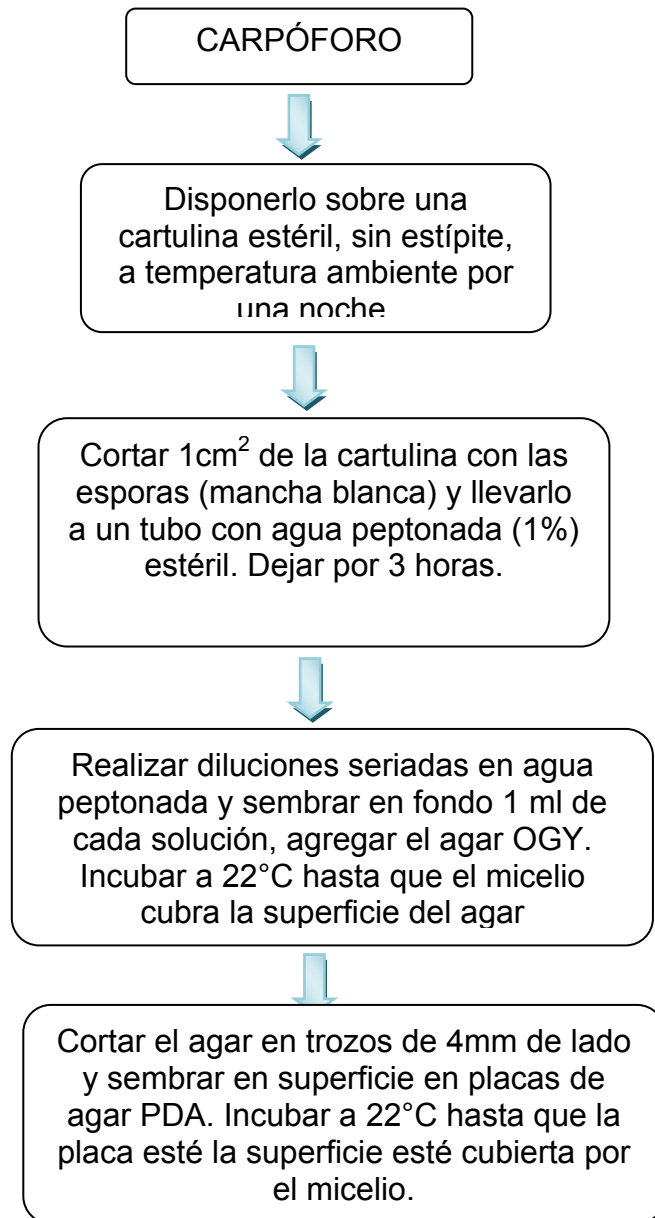 CARPÓFORO
Disponerlo sobre una
cartulina estéril, sin estípite,
a temperatura ambiente por
una noche
Cortar 1cm² de la cartulina con las
esporas (mancha blanca) y llevarlo
a un tubo con agua peptonada (1%)
estéril. Dejar por 3 horas.
Realizar diluciones seriadas en agua
peptonada y sembrar en fondo 1 ml de
cada solución, agregar el agar OGY.
Incubar a 22°C hasta que el micelio
cubra la superficie del agar
Cortar el agar en trozos de 4mm de lado
y sembrar en superficie en placas de
agar PDA. Incubar a 22°C hasta que la
placa esté la superficie esté cubierta por
el micelio.